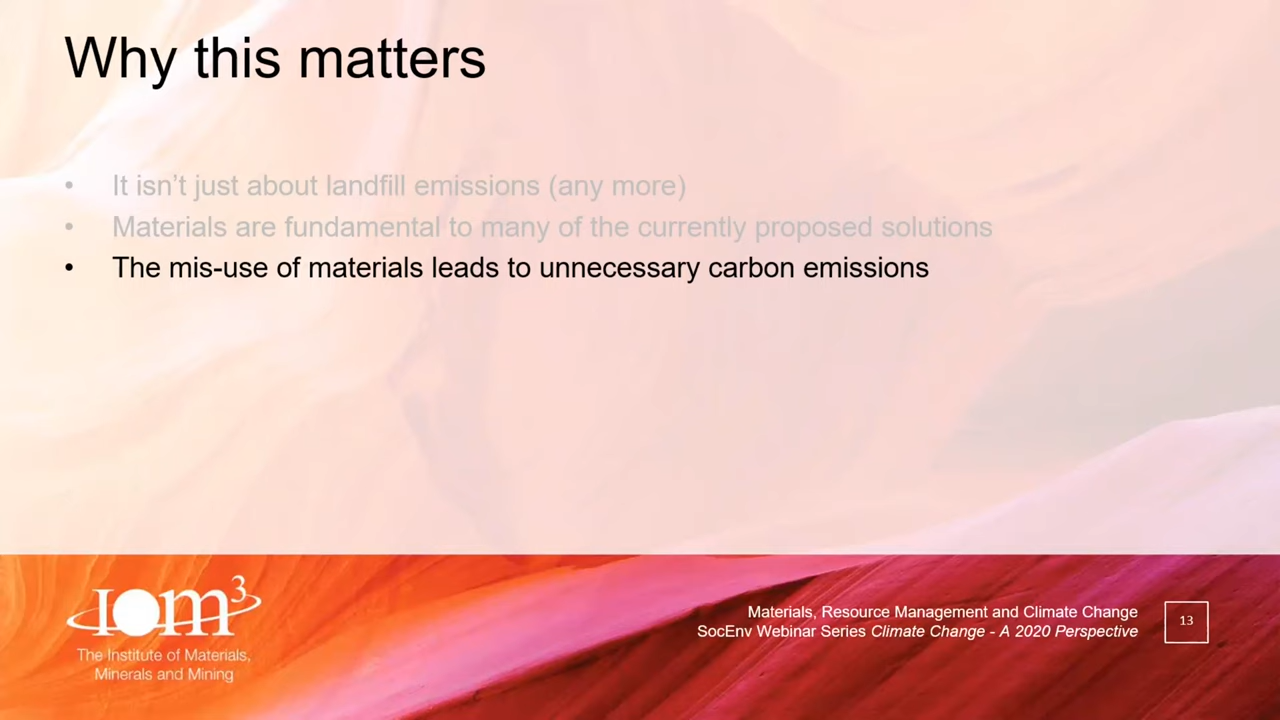 Why this matters
• It isn’t just about landfill emissions (any more)
• Materials are fundamental to many of the currently proposed solutions
• The mis-use of materials leads to unnecessary carbon emissions
IOM3
The Institute of Materials,
Minerals and Mining
Materials, Resource Management and Climate Change
SocEnv Webinar Series Climate Change - A 2020 Perspective
13